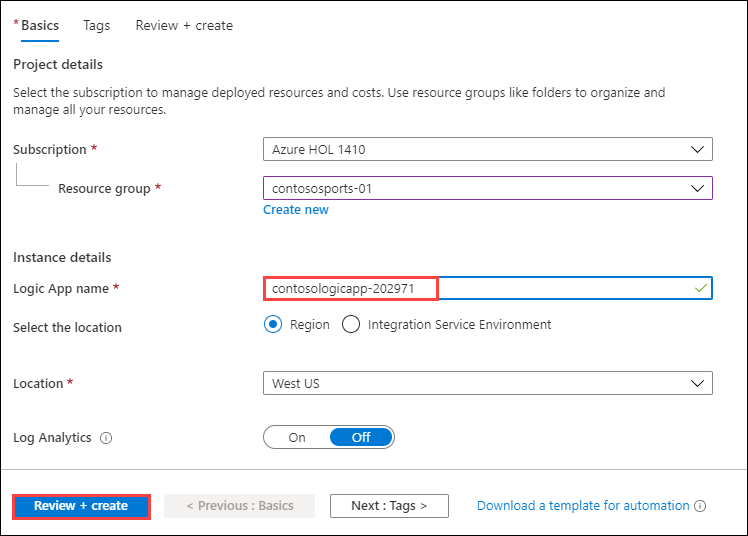 * Basics Tags Review + create
Project details
Select the subscription to manage deployed resources and costs. Use resource groups like folders to organize and
manage all your resources.
Subscription * Azure HOL 1410
Resource group * contososports-01
Create new
Instance details
Logic App name * contosologicapp-202971
Select the location Region Integration Service Environment
Location * West US
Log Analytics On Off
Review + create < Previous : Basics Next : Tags > Download a template for automation